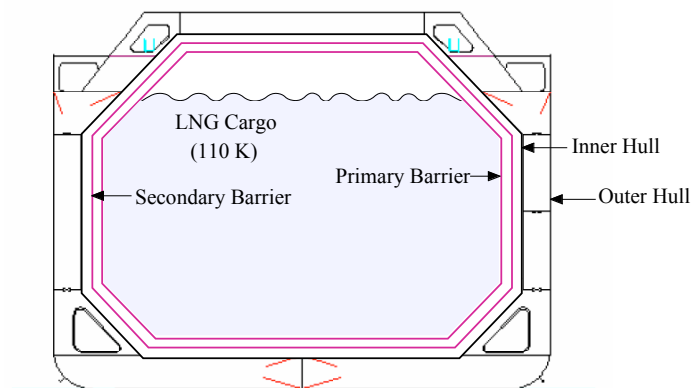 LNG Cargo
(110 K)
Inner Hull
Primary Barrier
Secondary Barrier
Outer Hull